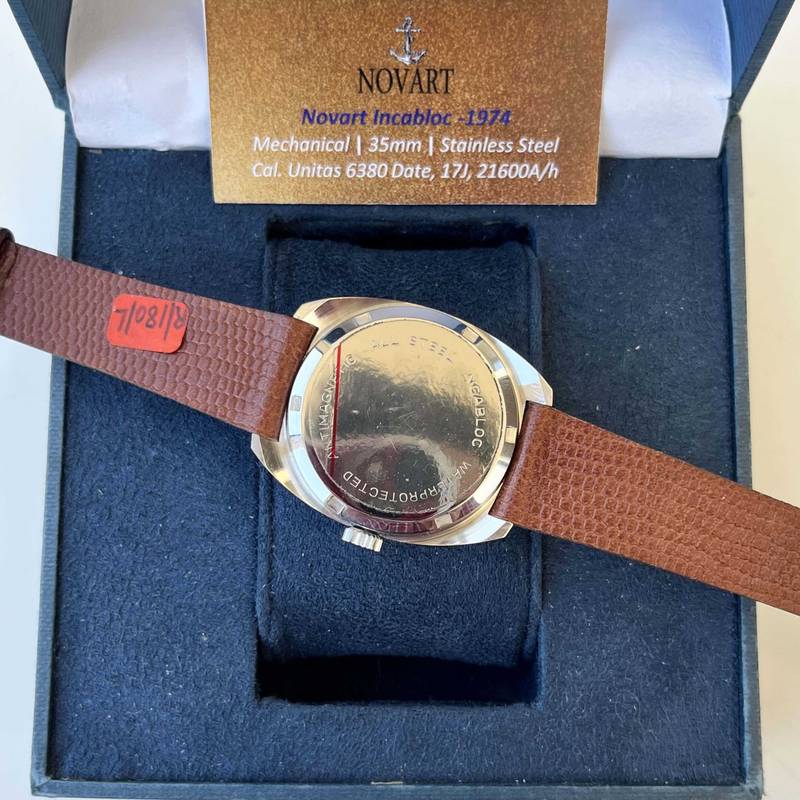 NOVART
Novart Incabloc -1974
Mechanical | 35mm | Stainless Steel
Cal. Unitas 6380 Date, 17J, 21600A/h
R/180/L
ALL STEEL
INCABLOC
WATERPROTECTED
ANTIMAGNETIC